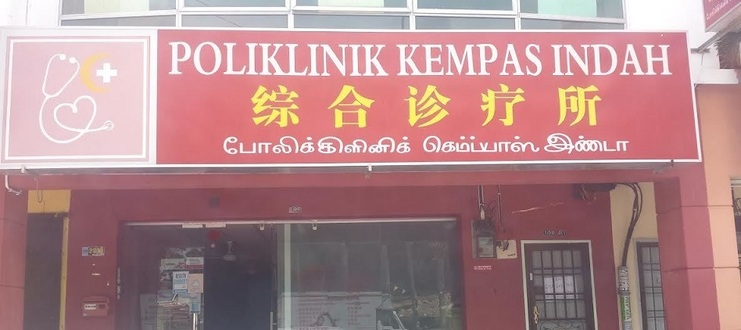 POLIKLINIK KEMPAS INDAH
综合诊疗所
போலிக்கிளினிக் கெம்ப்யாஸ் இண்டா